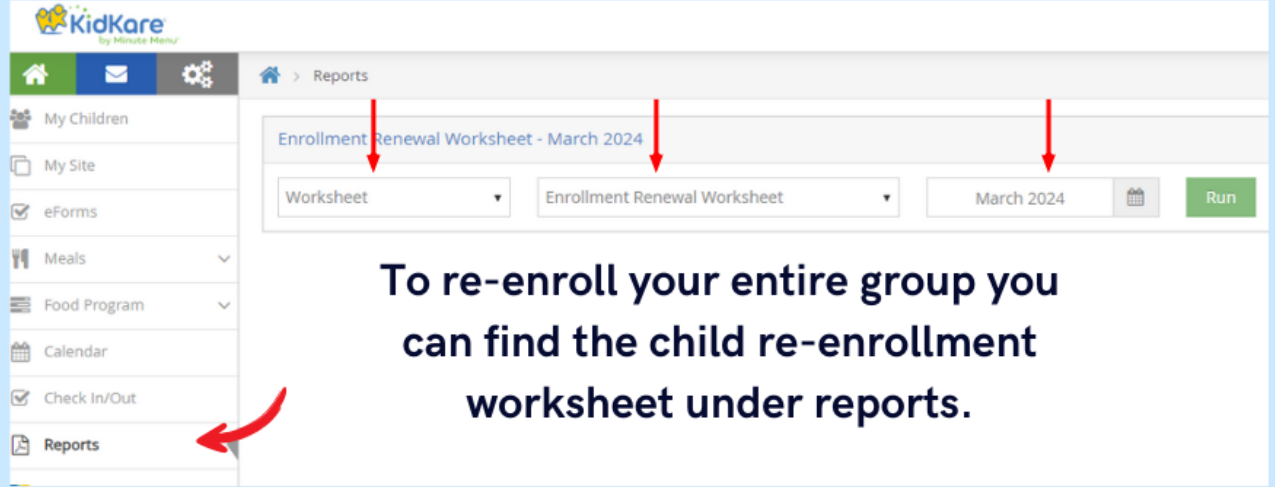 KidKare
by Minute Menu
Reports
My Children
My Site
eForms
Meals
Food Program
Calendar
Check In/Out
Reports
Enrollment Renewal Worksheet - March 2024
Worksheet
Enrollment Renewal Worksheet
March 2024
Run
To re-enroll your entire group you
can find the child re-enrollment
worksheet under reports.